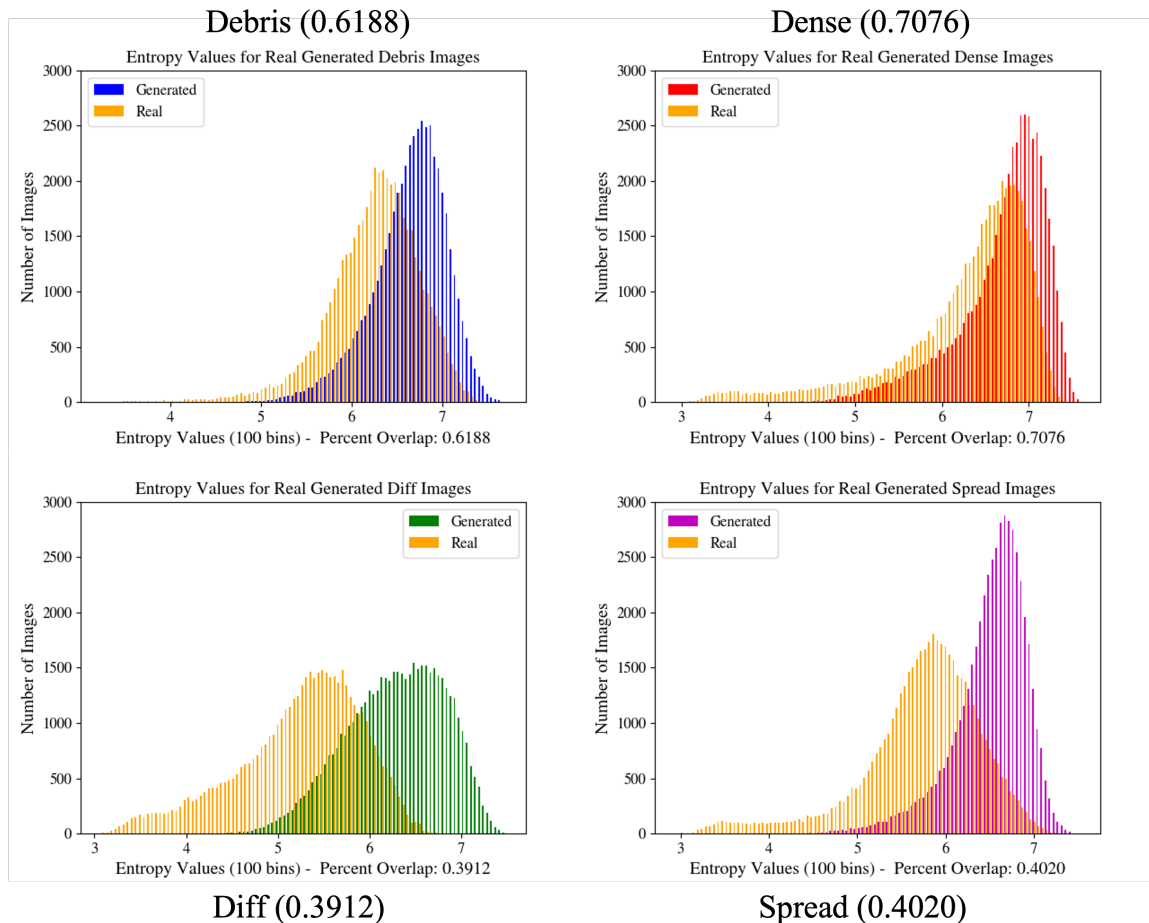 Debris (0.6188)
Dense (0.7076)
Entropy Values for Real Generated Debris Images
3000
2500
2000
1500
1000
500
0
Number of Images
Generated
Real
4
5
6
7
Entropy Values (100 bins) -  Percent Overlap: 0.6188
Entropy Values for Real Generated Dense Images
3000
2500
2000
1500
1000
500
0
Number of Images
Generated
Real
3
4
5
6
7
Entropy Values (100 bins) -  Percent Overlap: 0.7076
Entropy Values for Real Generated Diff Images
3000
2500
2000
1500
1000
500
0
Number of Images
Generated
Real
3
4
5
6
7
Entropy Values (100 bins) -  Percent Overlap: 0.3912
Entropy Values for Real Generated Spread Images
3000
2500
2000
1500
1000
500
0
Number of Images
Generated
Real
3
4
5
6
7
Entropy Values (100 bins) -  Percent Overlap: 0.4020
Diff (0.3912)
Spread (0.4020)